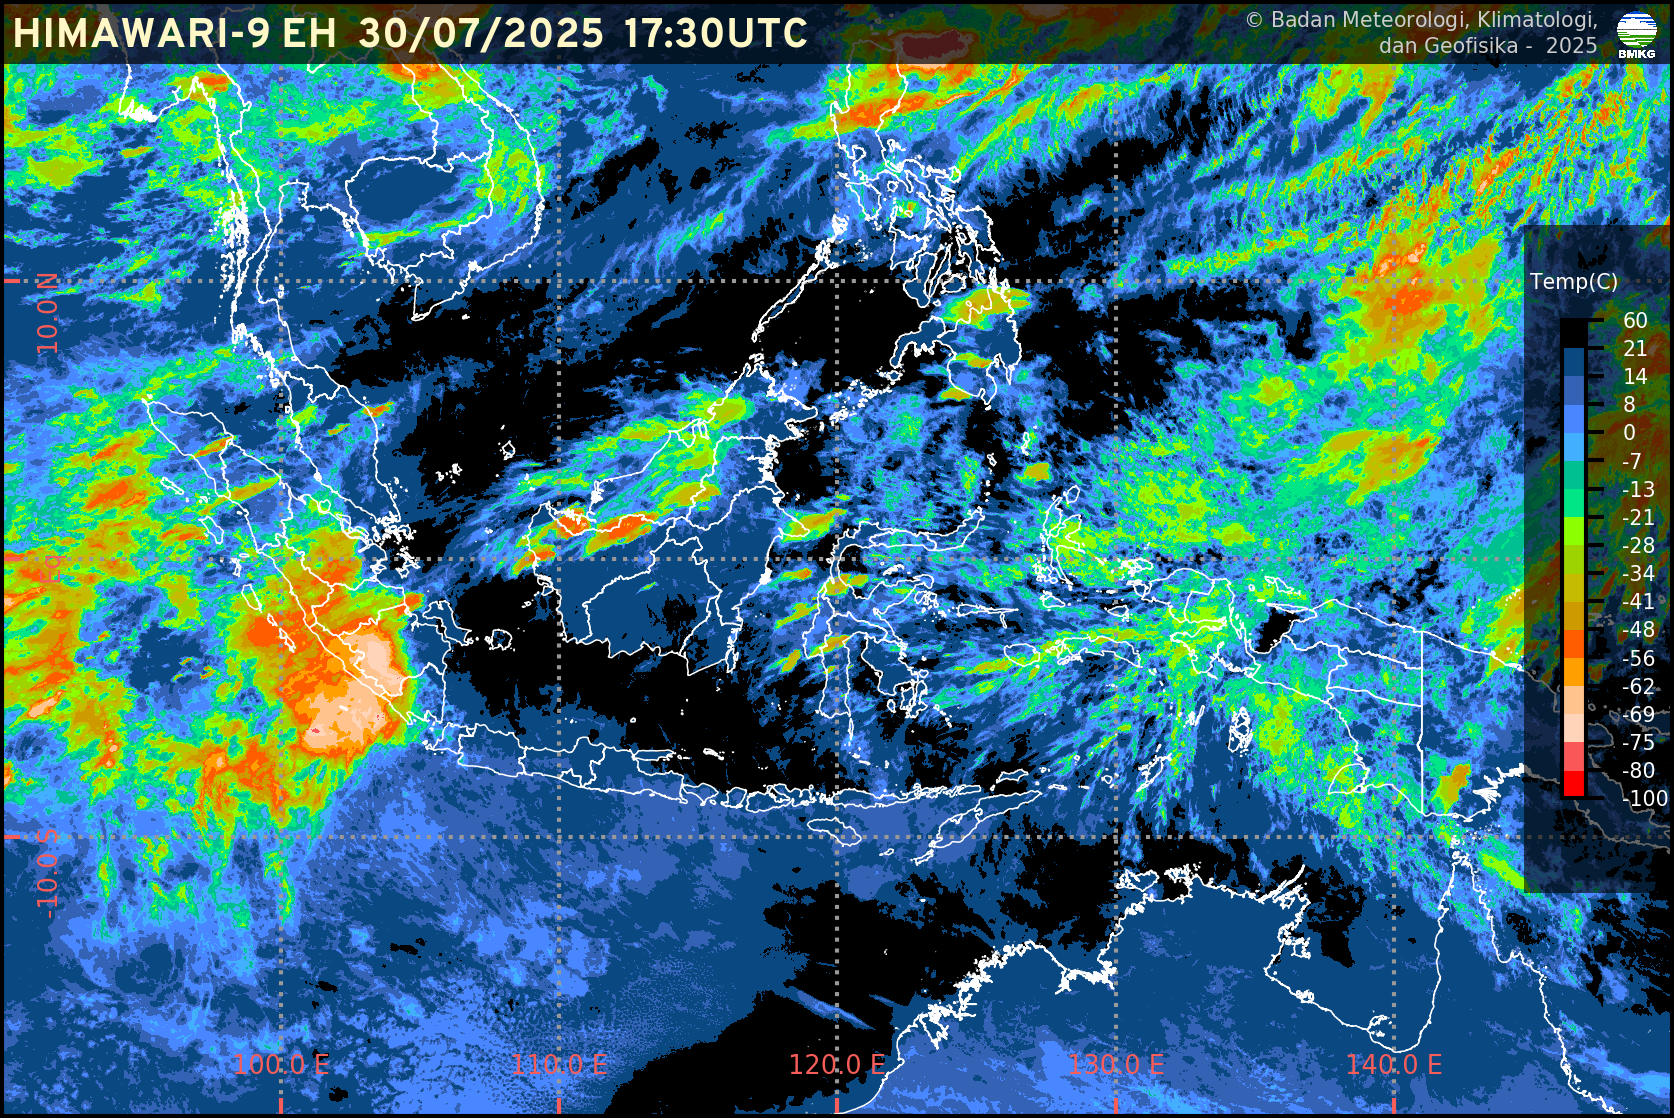 HIMAWARI-9 EH 30/07/2025 17:30UTC
© Badan Meteorologi, Klimatologi,
dan Geofisika - 2025
BMKG
Temp(C)
60
21
14
8
0
-7
-13
-21
-28
-34
-41
-48
-56
-62
-69
-75
-80
-100
10.0 N
Eq
-10.0 S
100.0 E
110.0 E
120.0 E
130.0 E
140.0 E